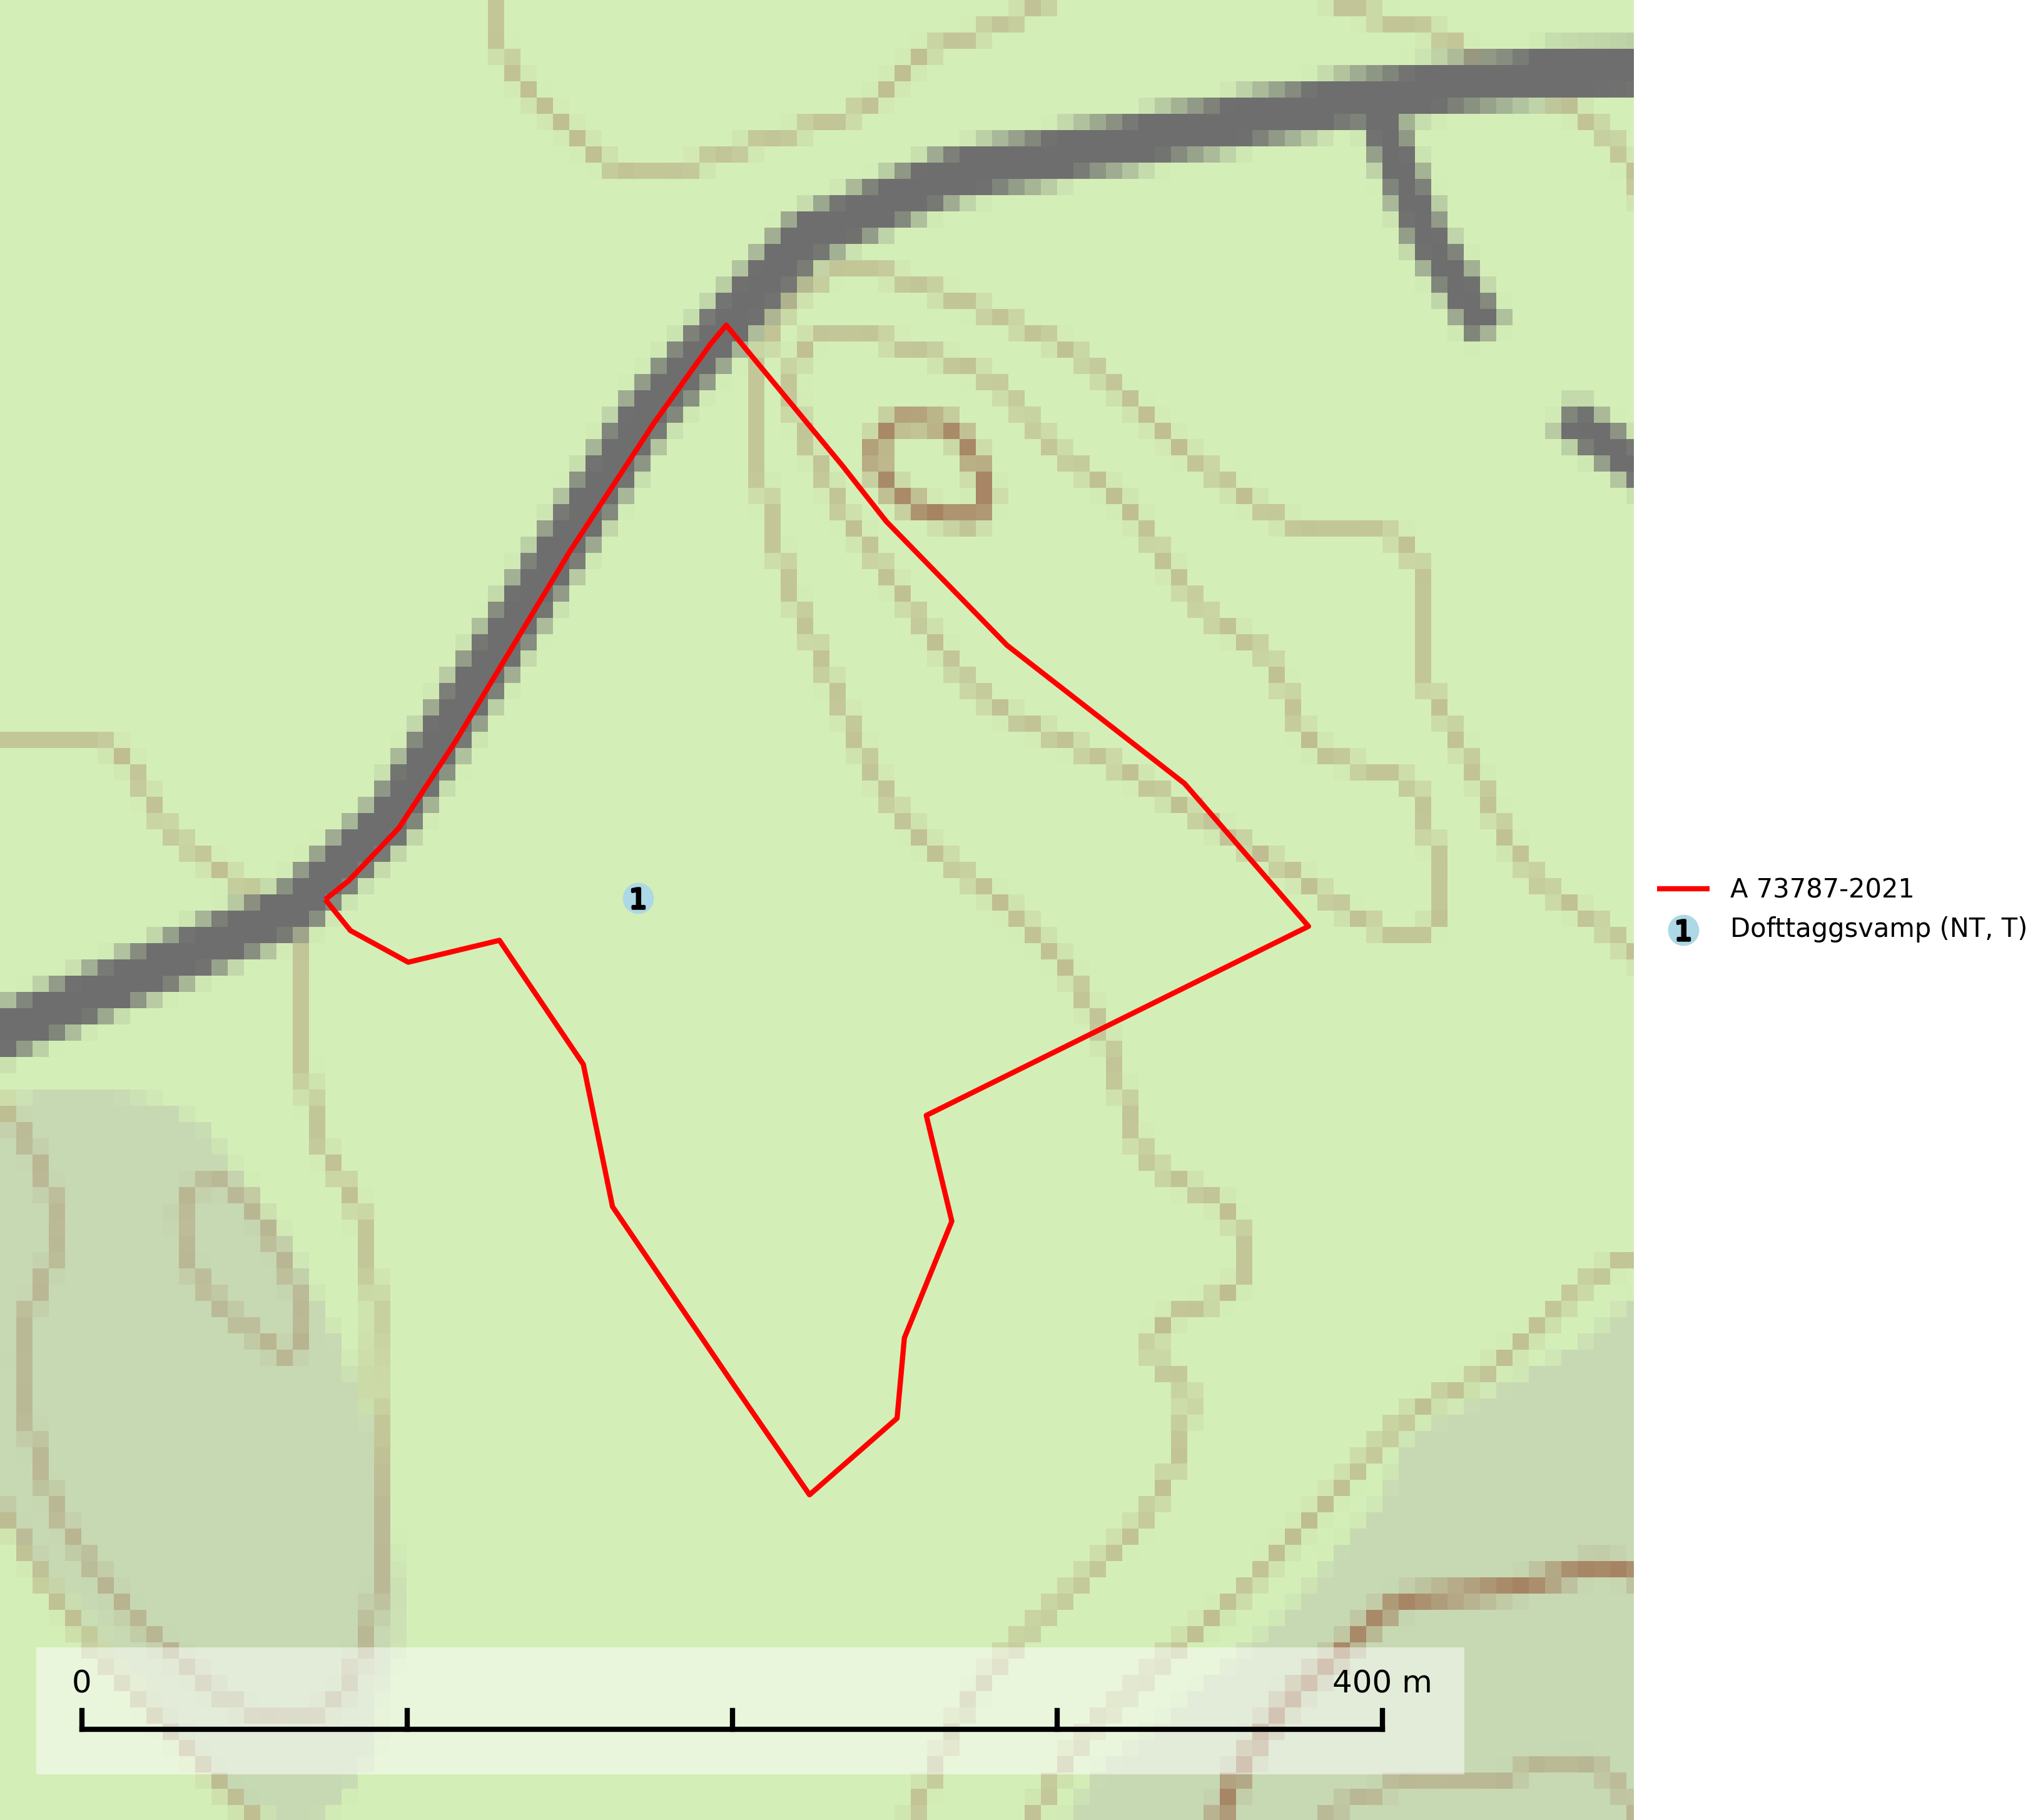 1
A 73787-2021
1 Dofttaggsvamp (NT, T)
0 400 m